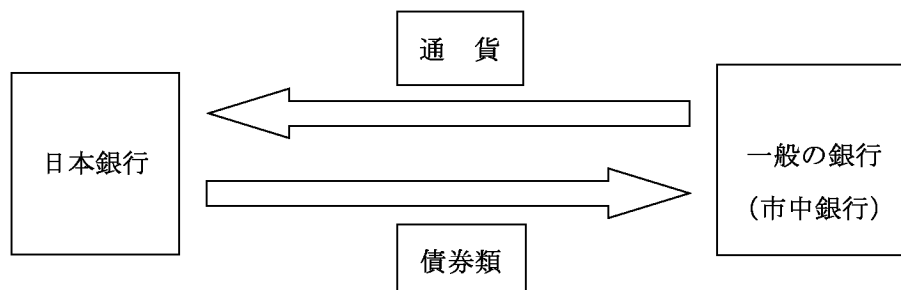 通　貨
日本銀行
一般の銀行
（市中銀行）
債券類